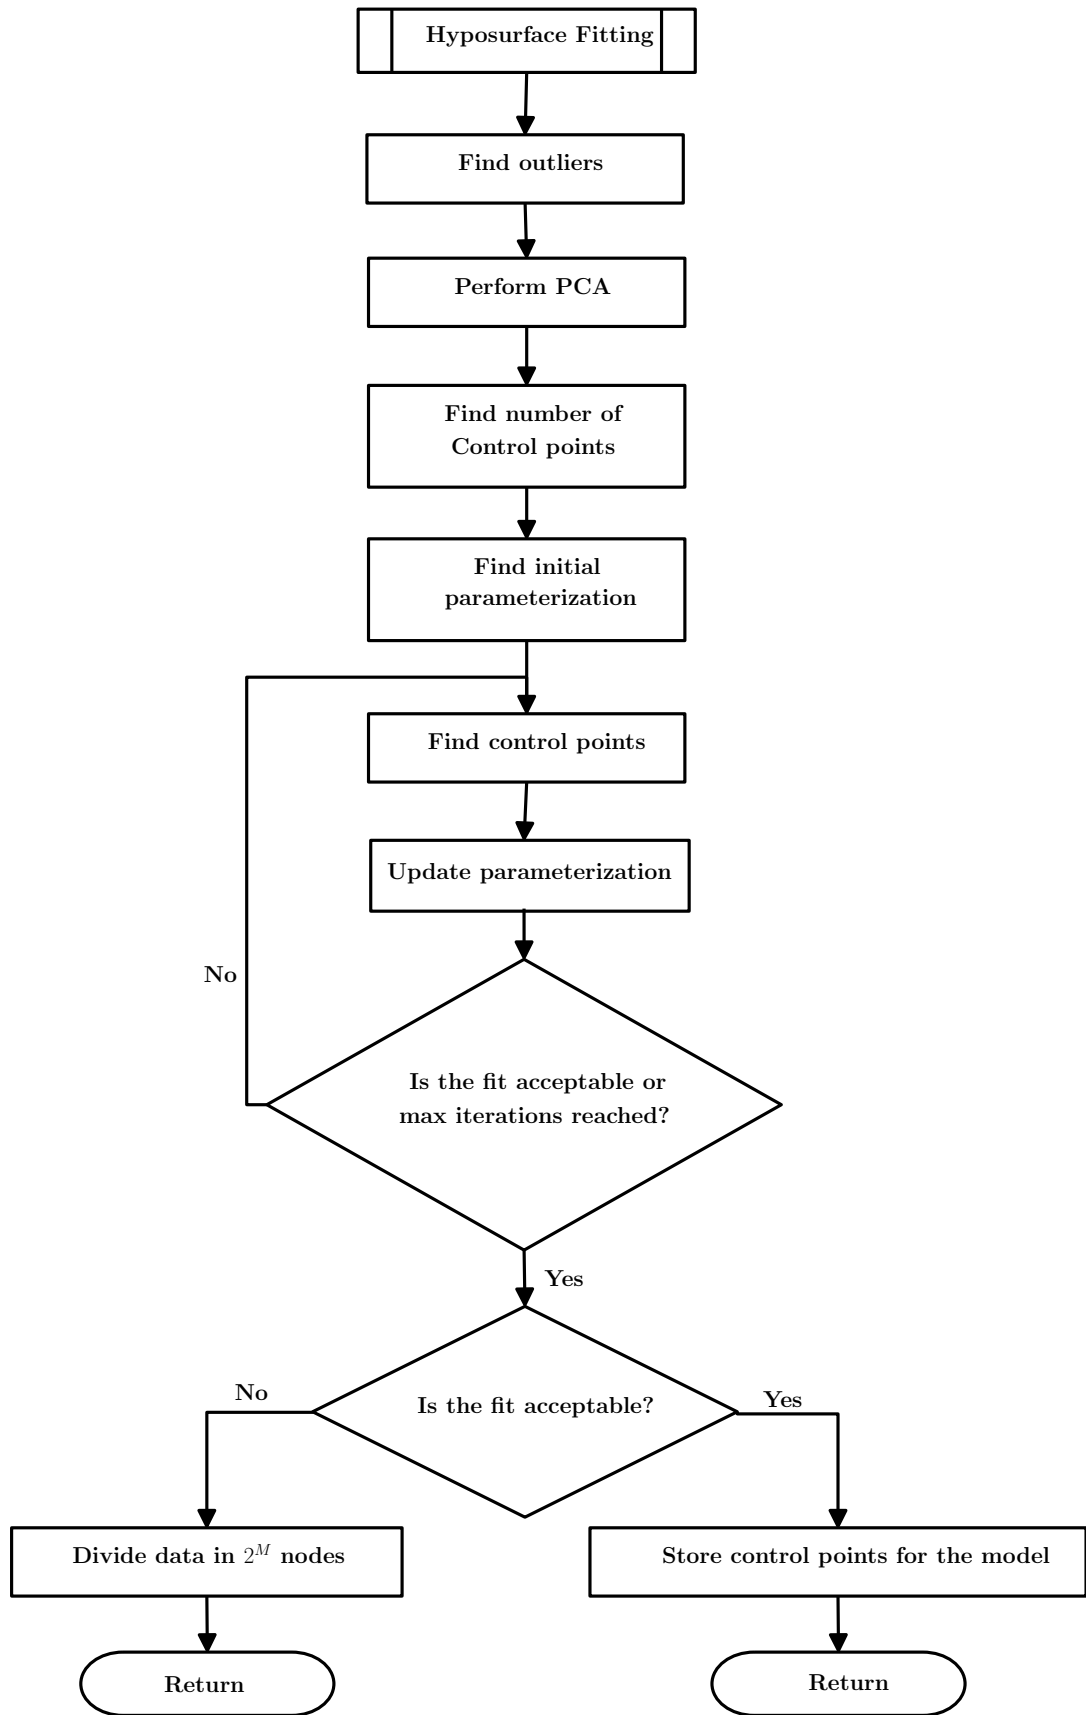 Hyposurface Fitting
Find outliers
Perform PCA
Find number of
Control points
Find initial
parameterization
Find control points
Update parameterization
No
Is the fit acceptable or
max iterations reached?
Yes
No
Is the fit acceptable?
Yes
Divide data in 2^M nodes
Store control points for the model
Return
Return